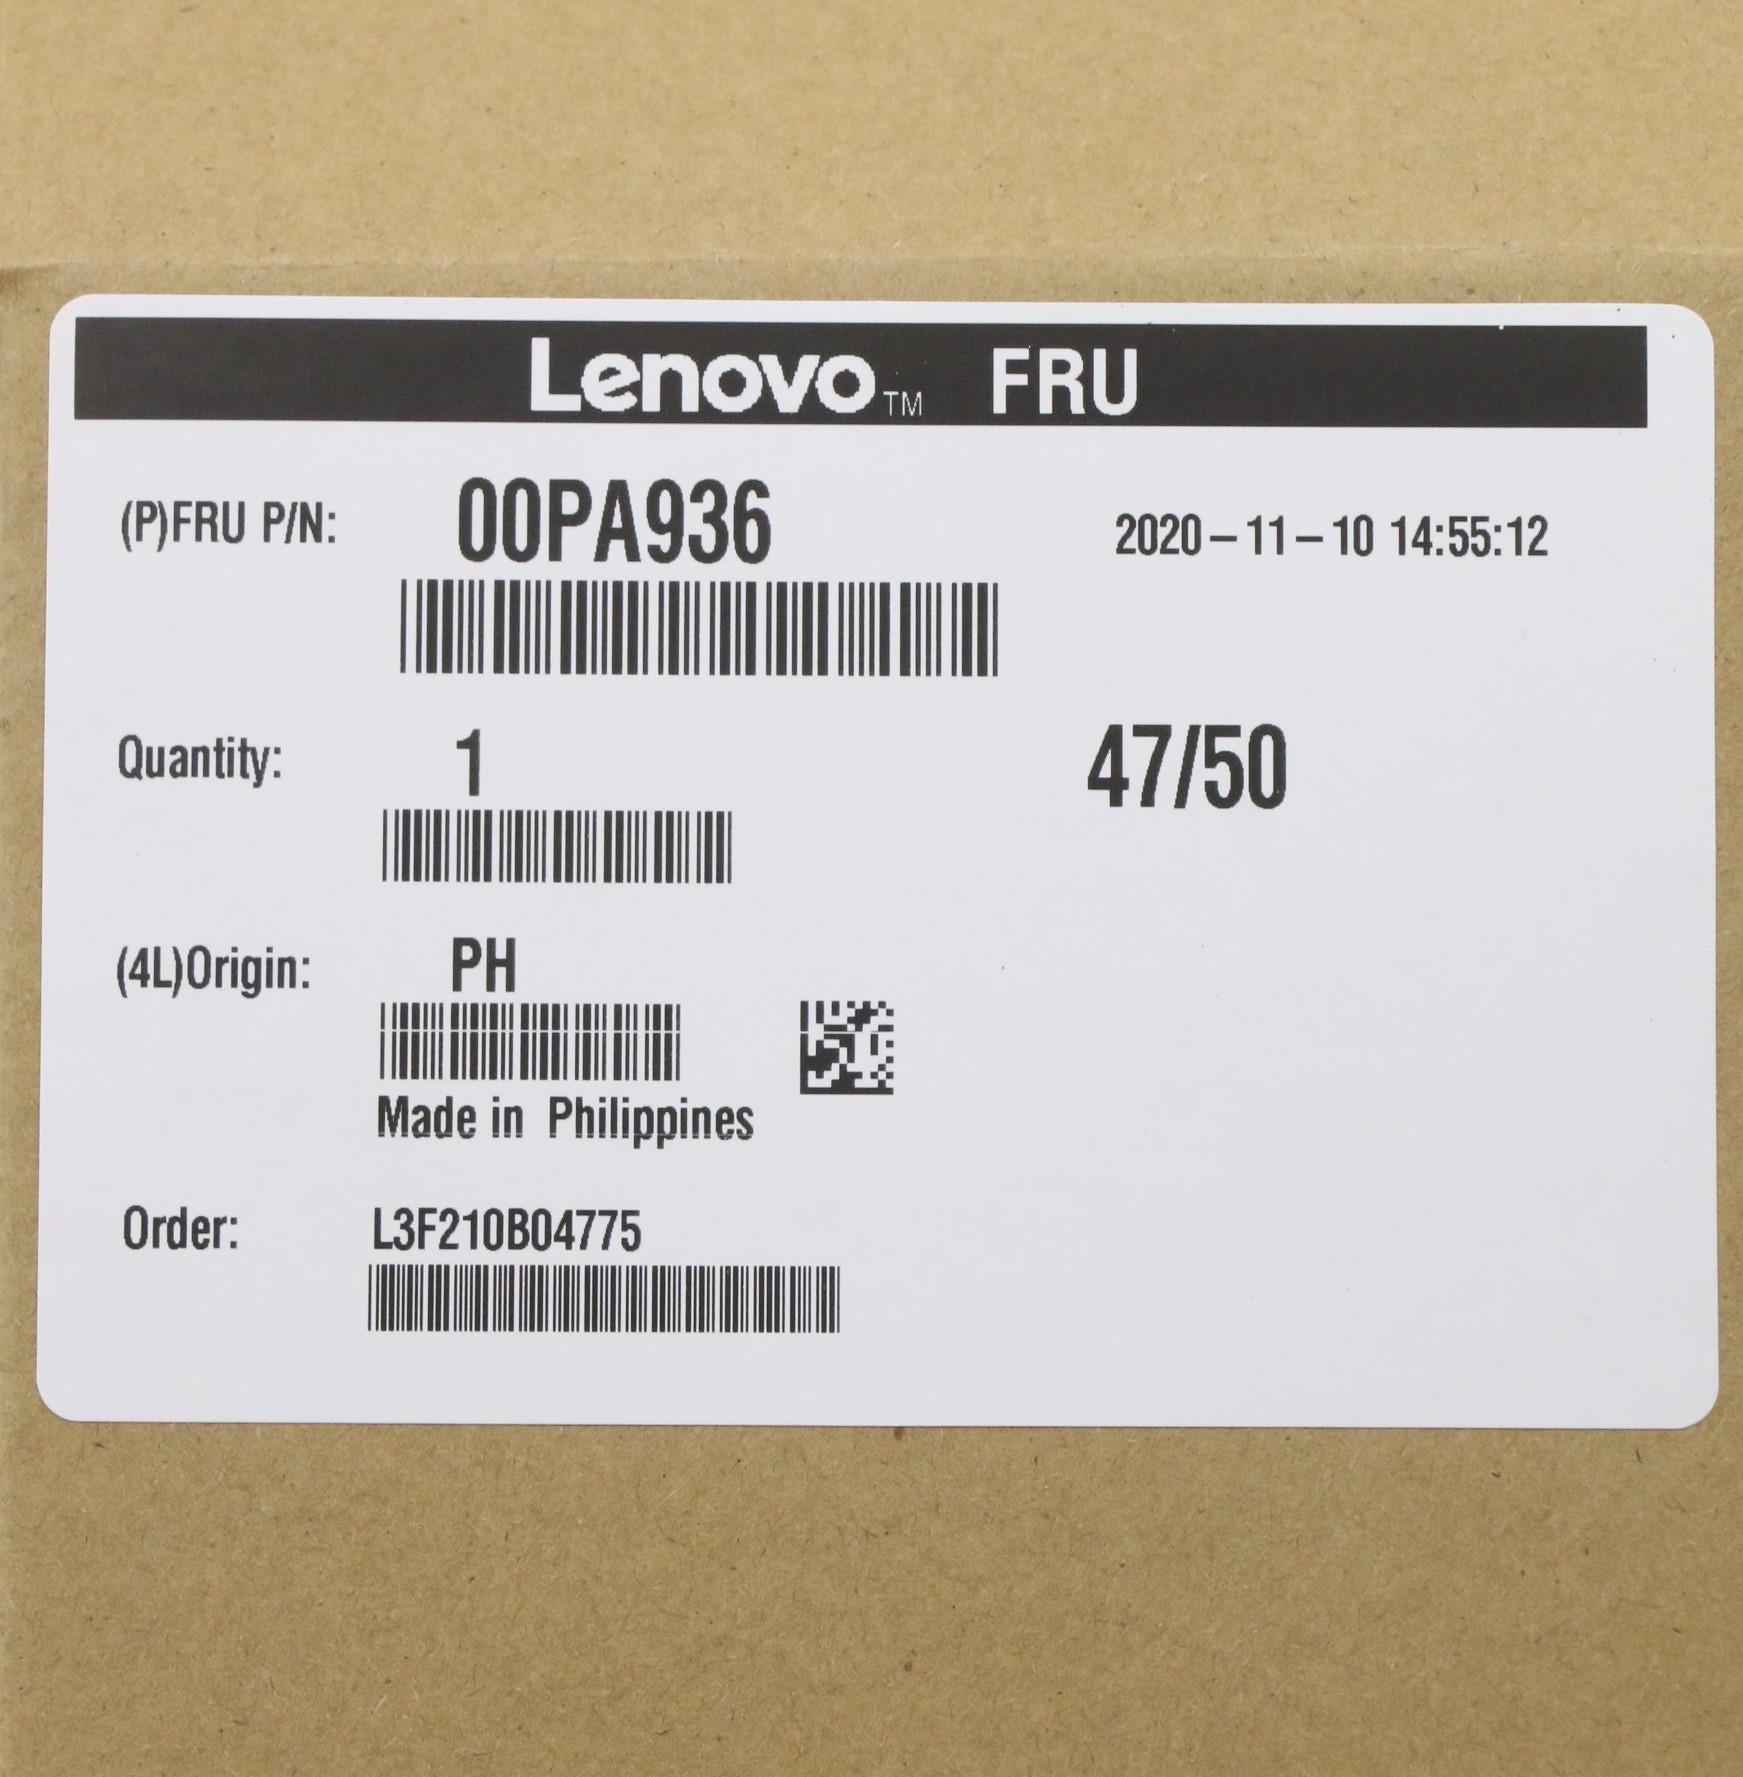 Lenovo™ FRU
(P)FRU P/N: 00PA936 2020-11-10 14:55:12
Quantity: 1 47/50
(4L)Origin: PH
Made in Philippines
Order: L3F210B04775